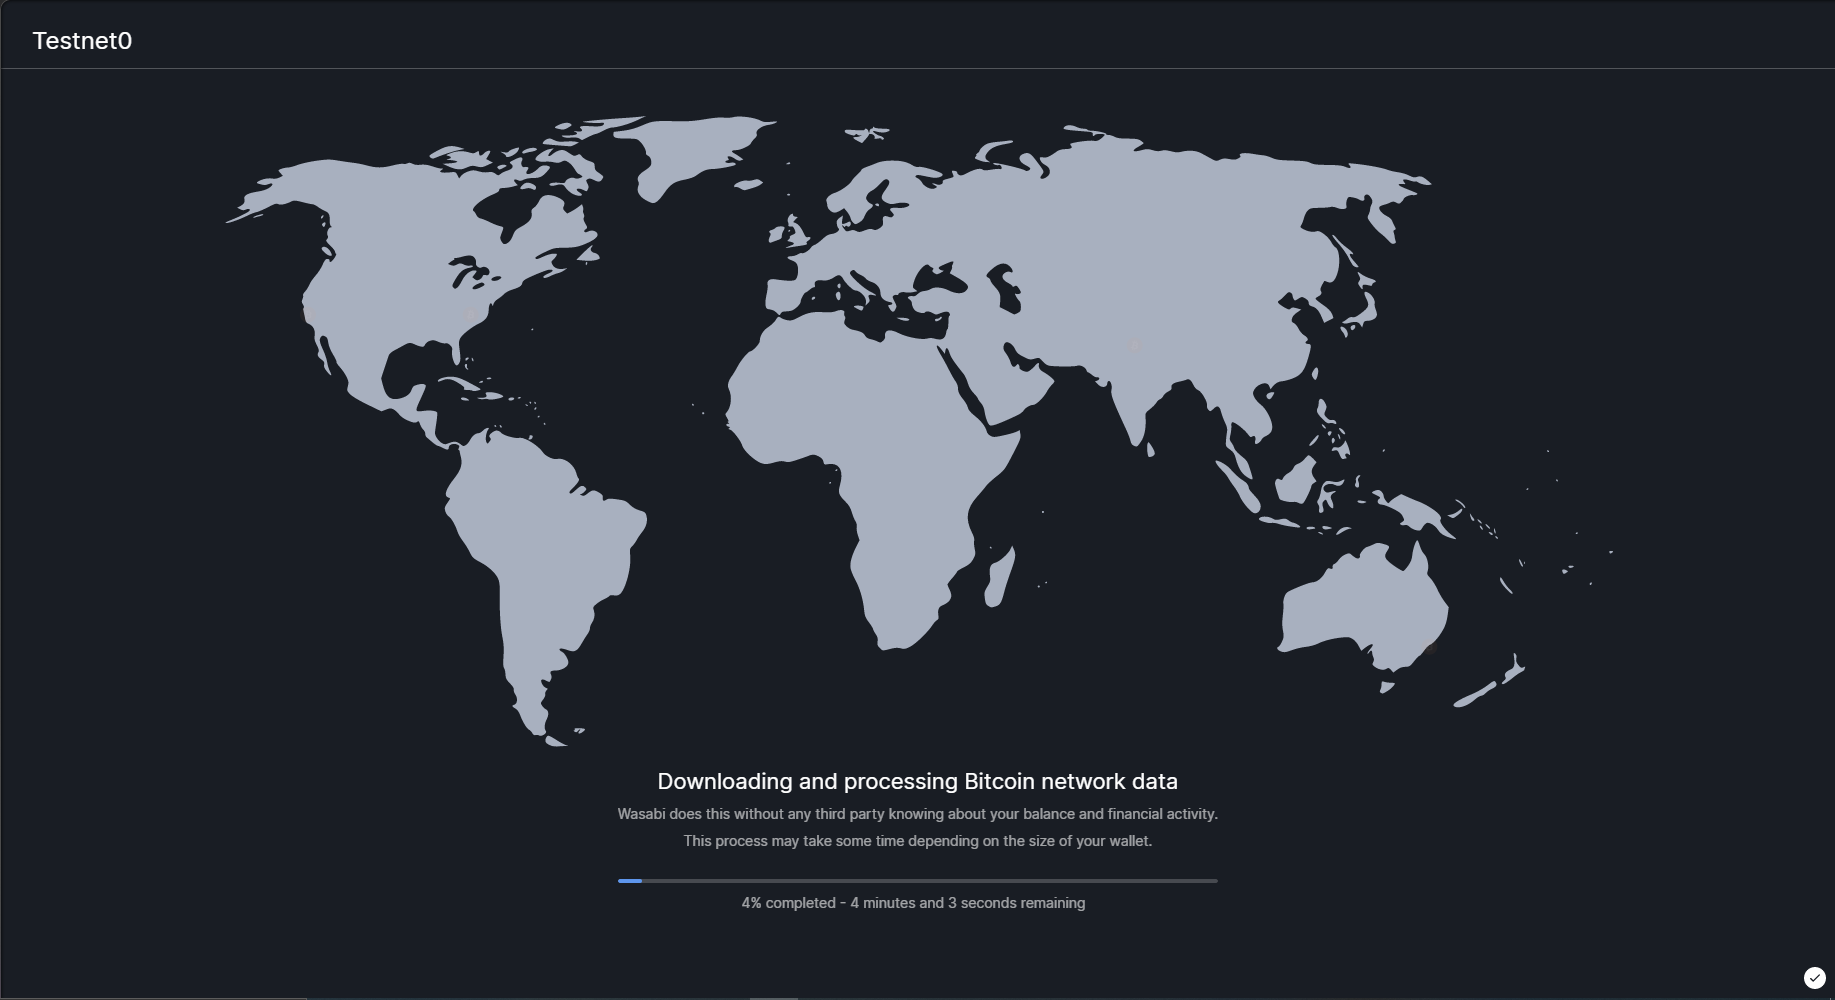 Testnet0
Downloading and processing Bitcoin network data
Wasabi does this without any third party knowing about your balance and financial activity.
This process may take some time depending on the size of your wallet.
4% completed - 4 minutes and 3 seconds remaining